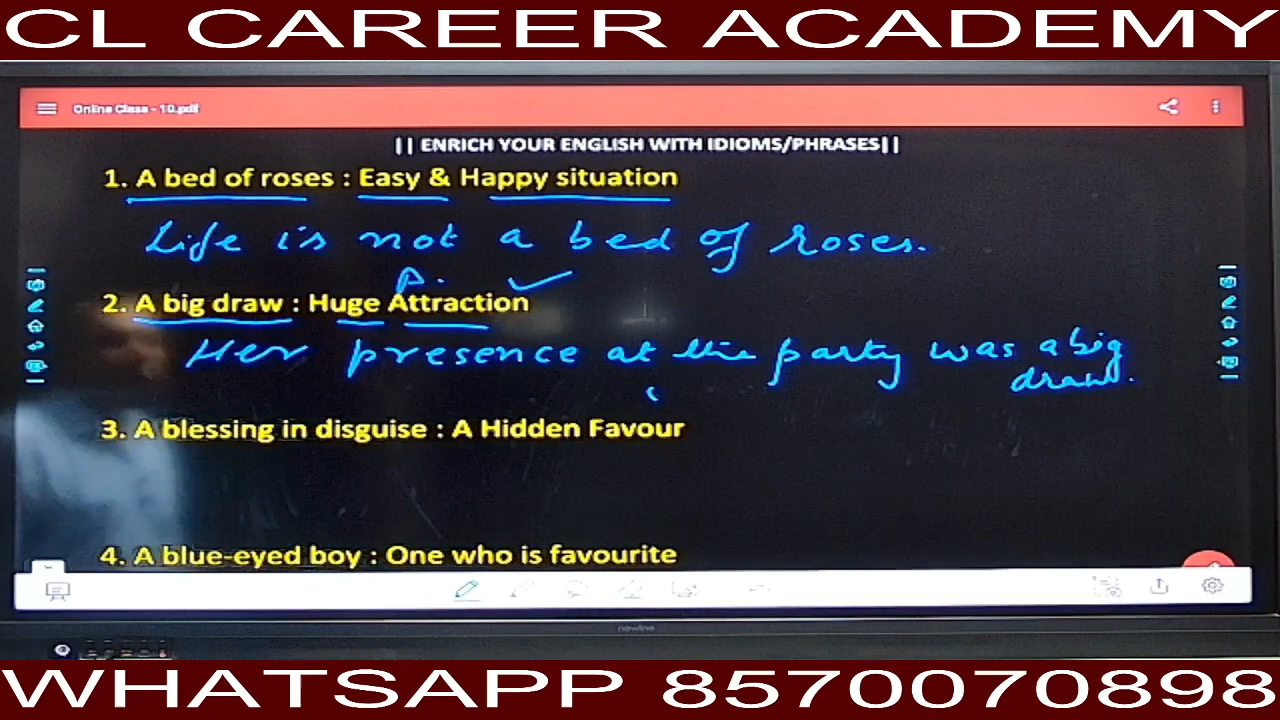 CL CAREER ACADEMY
Online Class - 10.pdf
|| ENRICH YOUR ENGLISH WITH IDIOMS/PHRASES||
1. A bed of roses : Easy & Happy situation
Life is not a bed of roses.
2. A big draw : Huge Attraction
Her presence at the party was a big
draw.
3. A blessing in disguise : A Hidden Favour
4. A blue-eyed boy : One who is favourite
newline
WHATSAPP 8570070898